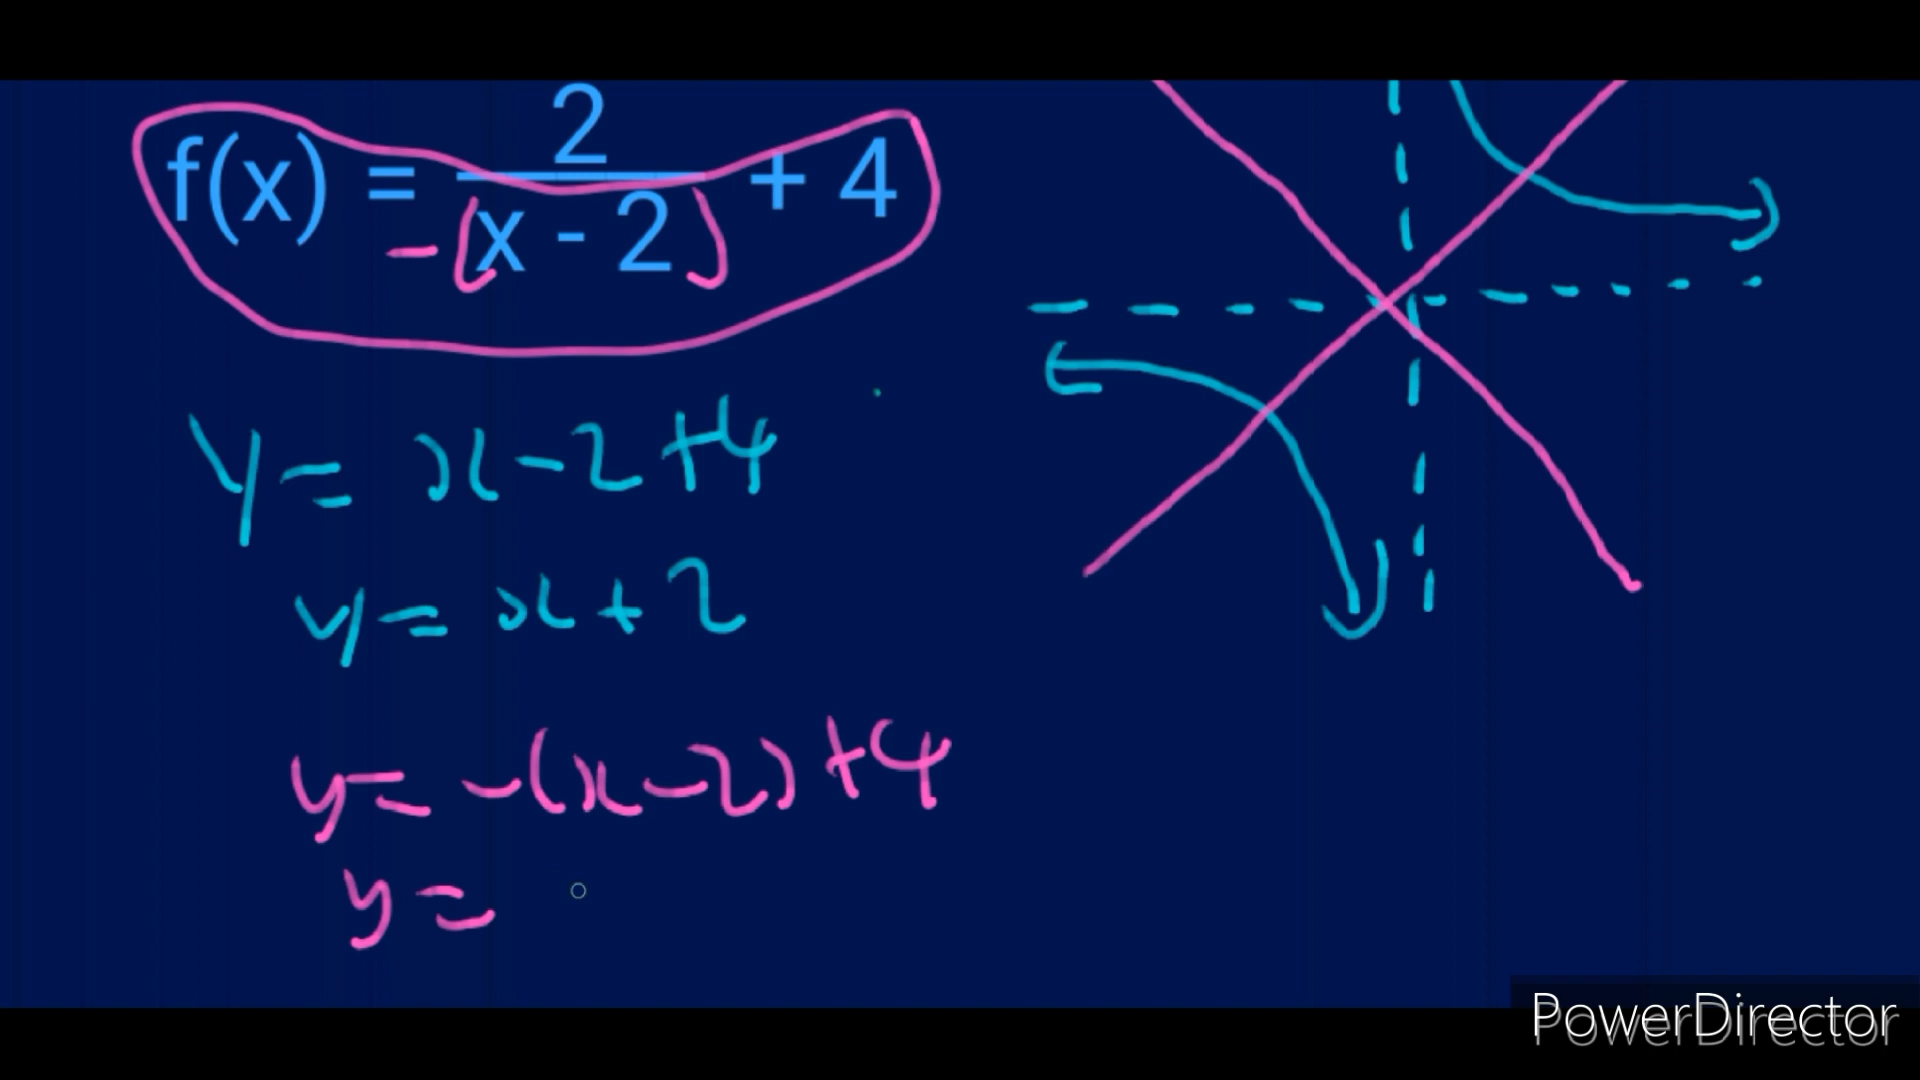 f(x) = 2/(x - 2) + 4
-( )
y = x - 2 + 4
y = x + 2
y = -(x - 2) + 4
y =
PowerDirector